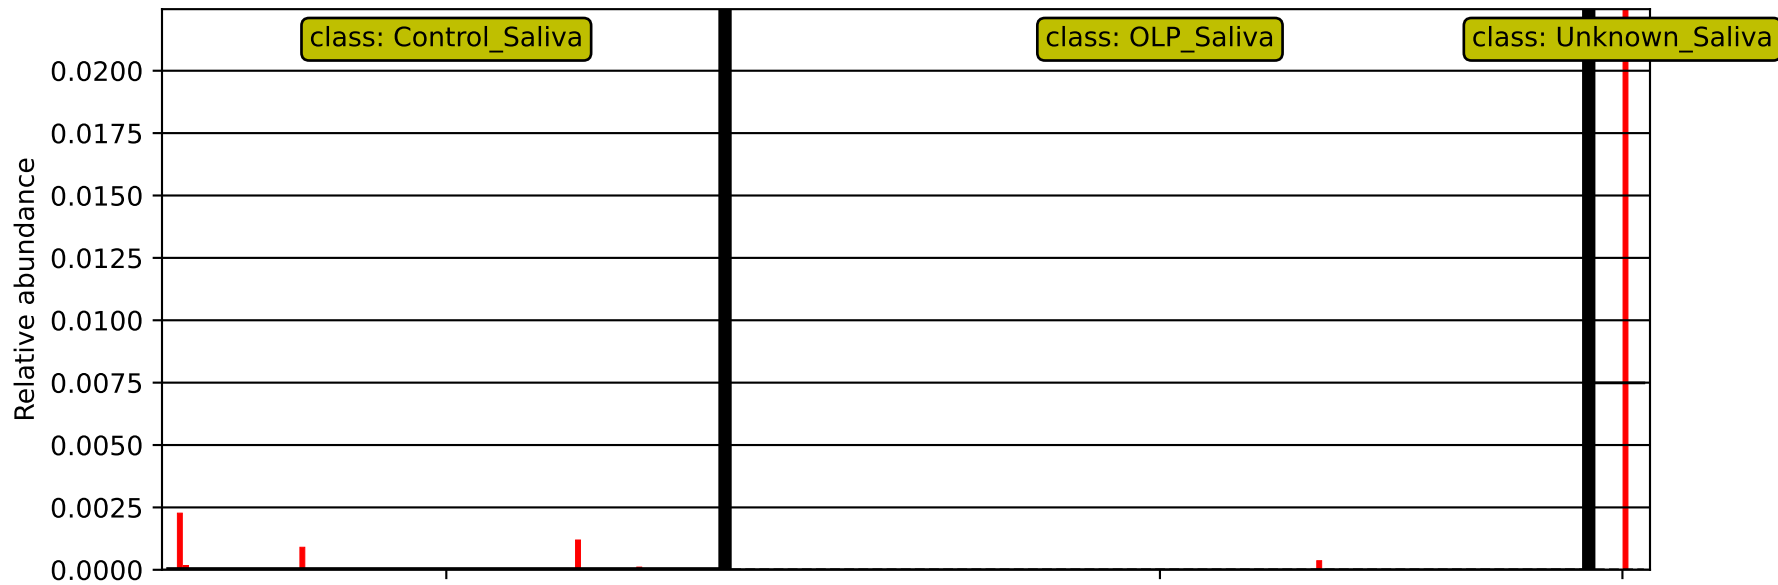 class: Control_Saliva
class: OLP_Saliva
class: Unknown_Saliva
Relative abundance
0.0200
0.0175
0.0150
0.0125
0.0100
0.0075
0.0050
0.0025
0.0000